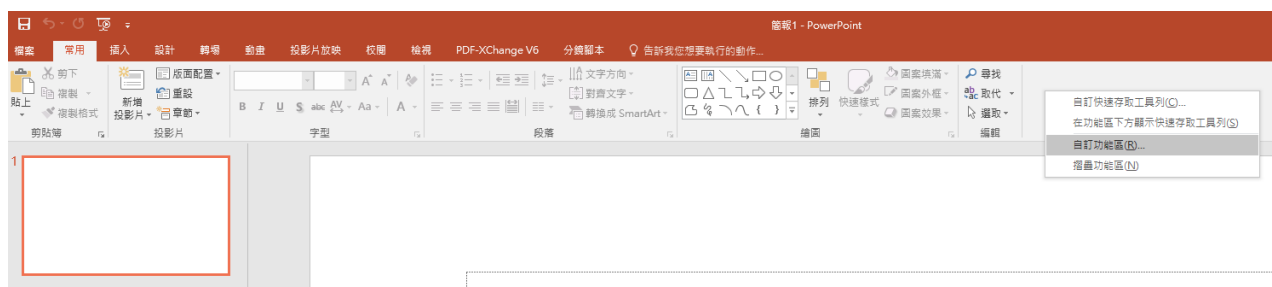 簡報1 - PowerPoint
檔案 常用 插入 設計 轉場 動畫 投影片放映 校閱 檢視 PDF-XChange V6 分鏡腳本 告訴我您想要執行的動作...
貼上 剪下 複製 複製格式
剪貼簿
新增投影片 版面配置 重設 章節
投影片
B I U S abc AV Aa A
字型
文字方向 對齊文字 轉換成 SmartArt
段落
排列 快速樣式 圖案填滿 圖案外框 圖案效果
繪圖
尋找 取代 選取
編輯
自訂快速存取工具列(C)...
在功能區下方顯示快速存取工具列(S)
自訂功能區(R)...
摺疊功能區(N)
1